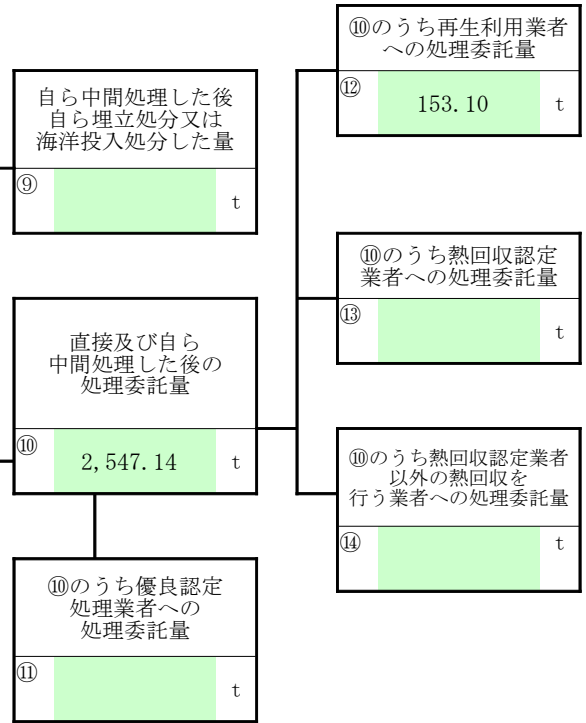 自ら中間処理した後
自ら埋立処分又は
海洋投入処分した量
⑨
t
直接及び自ら
中間処理した後の
処理委託量
⑩
2,547.14 t
⑩のうち優良認定
処理業者への
処理委託量
⑪
t
⑩のうち再生利用業者
への処理委託量
⑫
153.10 t
⑩のうち熱回収認定
業者への処理委託量
⑬
t
⑩のうち熱回収認定業者
以外の熱回収を
行う業者への処理委託量
⑭
t